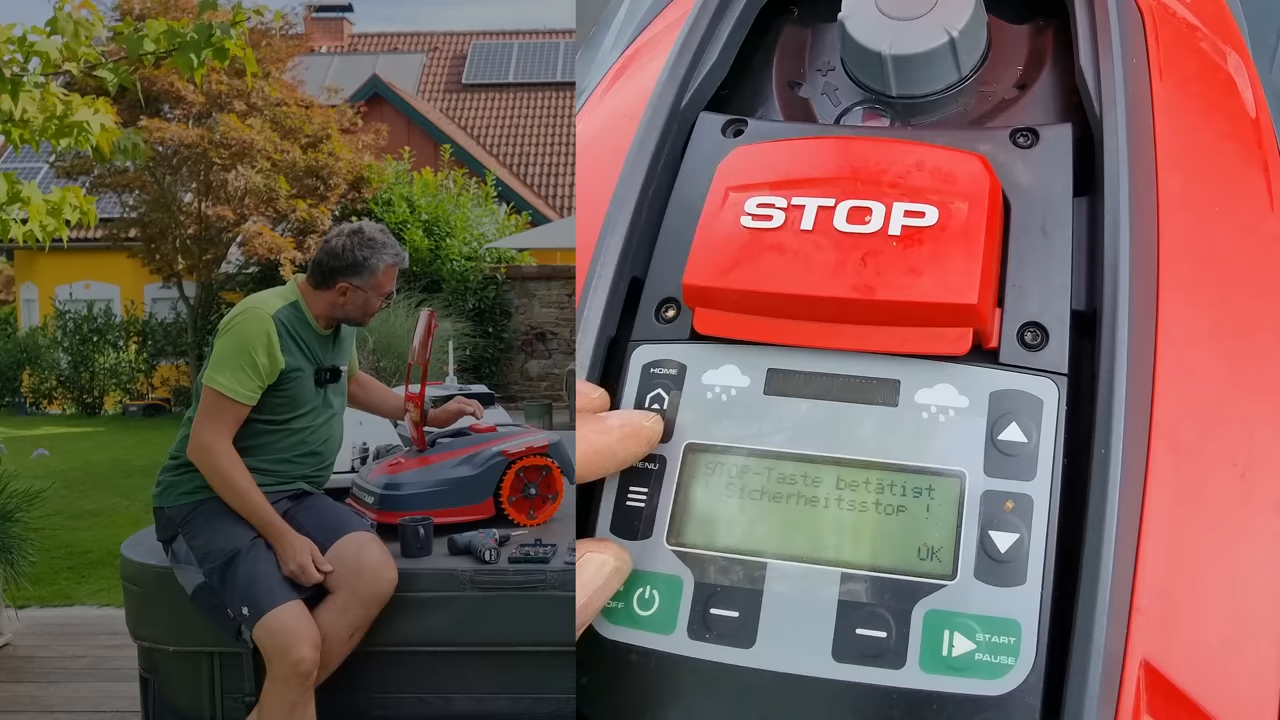 STOP
HOME
MENU
STOP-Taste betätigt
! Sicherheitsstop !
OK
OFF
START
PAUSE